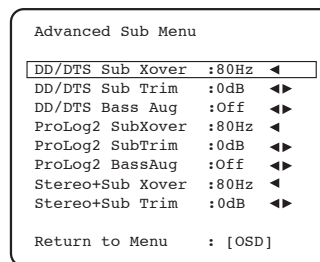 Advanced Sub Menu
DD/DTS Sub Xover :80Hz ◄
DD/DTS Sub Trim :0dB ◄►
DD/DTS Bass Aug :Off ◄►
ProLog2 SubXover :80Hz ◄
ProLog2 SubTrim :0dB ◄►
ProLog2 BassAug :Off ◄►
Stereo+Sub Xover :80Hz ◄
Stereo+Sub Trim :0dB ◄►
Return to Menu : [OSD]